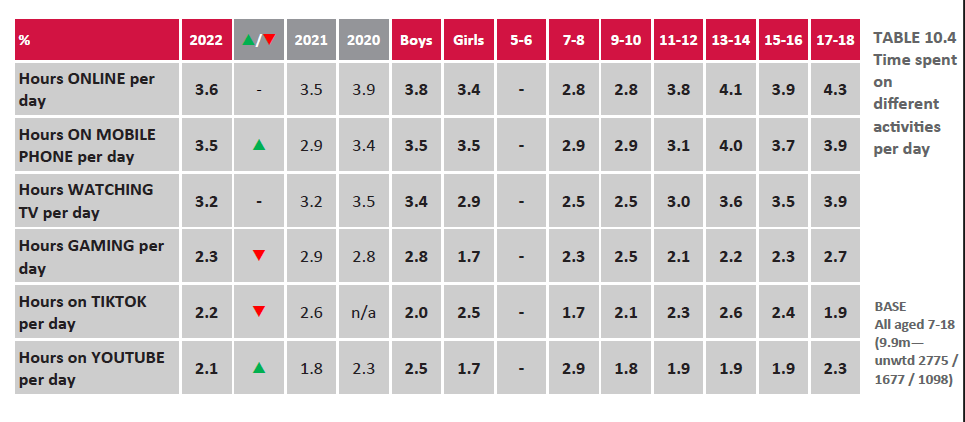 % 2022 ▲/▼ 2021 2020 Boys Girls 5-6 7-8 9-10 11-12 13-14 15-16 17-18
Hours ONLINE per
day
3.6 - 3.5 3.9 3.8 3.4 - 2.8 2.8 3.8 4.1 3.9 4.3
Hours ON MOBILE
PHONE per day
3.5 ▲ 2.9 3.4 3.5 3.5 - 2.9 2.9 3.1 4.0 3.7 3.9
Hours WATCHING
TV per day
3.2 - 3.2 3.5 3.4 2.9 - 2.5 2.5 3.0 3.6 3.5 3.9
Hours GAMING per
day
2.3 ▼ 2.9 2.8 2.8 1.7 - 2.3 2.5 2.1 2.2 2.3 2.7
Hours on TIKTOK
per day
2.2 ▼ 2.6 n/a 2.0 2.5 - 1.7 2.1 2.3 2.6 2.4 1.9
Hours on YOUTUBE
per day
2.1 ▲ 1.8 2.3 2.5 1.7 - 2.9 1.8 1.9 1.9 1.9 2.3
TABLE 10.4
Time spent
on
different
activities
per day
BASE
All aged 7-18
(9.9m—
unwtd 2775 /
1677 / 1098)